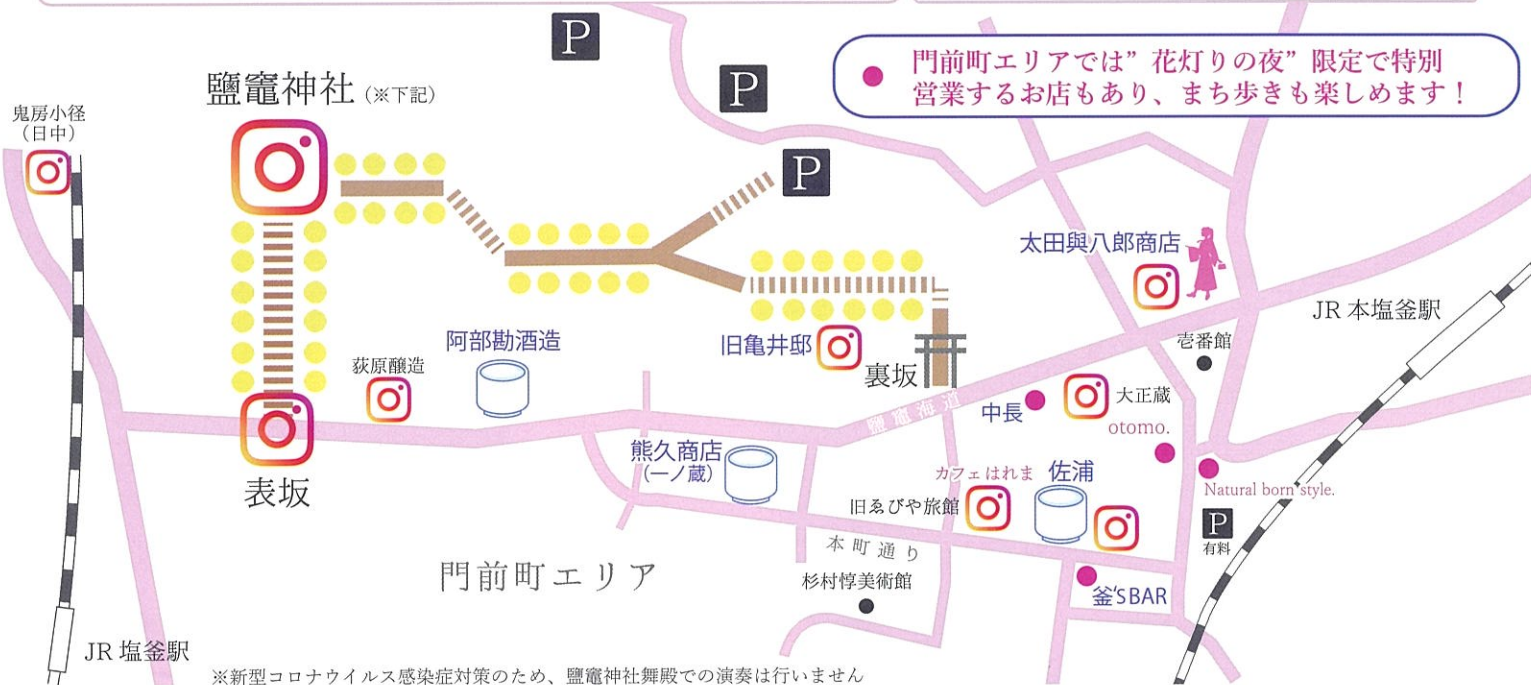 P
P
P
門前町エリアでは”花灯りの夜”限定で特別
営業するお店もあり、まち歩きも楽しめます！
鹽竈神社（※下記）
鬼房小径
（日中）
太田與八郎商店
JR 本塩釜駅
壱番館
阿部勘酒造
荻原醸造
旧亀井邸
裏坂
鹽竈海道
中長
大正蔵
otomo.
Natural born style.
表坂
熊久商店
（一ノ蔵）
カフェはれま
旧ゑびや旅館
佐浦
P
有料
本町通り
門前町エリア
杉村惇美術館
釜'S BAR
JR 塩釜駅
※新型コロナウイルス感染症対策のため、鹽竈神社舞殿での演奏は行いません